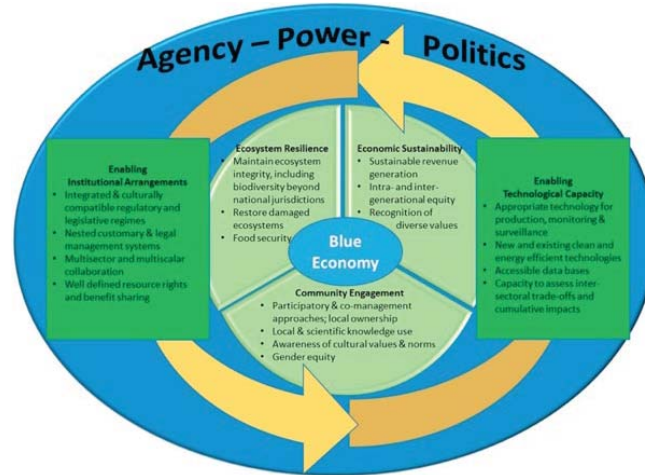 Agency – Power - Politics
Ecosystem Resilience
• Maintain ecosystem
integrity, including
biodiversity beyond
national jurisdictions
• Restore damaged
ecosystems
• Food security
Economic Sustainability
• Sustainable revenue
generation
• Intra- and inter-
generational equity
• Recognition of
diverse values
Enabling
Institutional Arrangements
• Integrated & culturally
compatible regulatory and
legislative regimes
• Nested customary & legal
management systems
• Multisector and multiscalar
collaboration
• Well defined resource rights
and benefit sharing
Blue
Economy
Enabling
Technological Capacity
• Appropriate technology for
production, monitoring &
surveillance
• New and existing clean and
energy efficient technologies
• Accessible data bases
• Capacity to assess inter-
sectoral trade-offs and
cumulative impacts
Community Engagement
• Participatory & co-management
approaches; local ownership
• Local & scientific knowledge use
• Awareness of cultural values & norms
• Gender equity